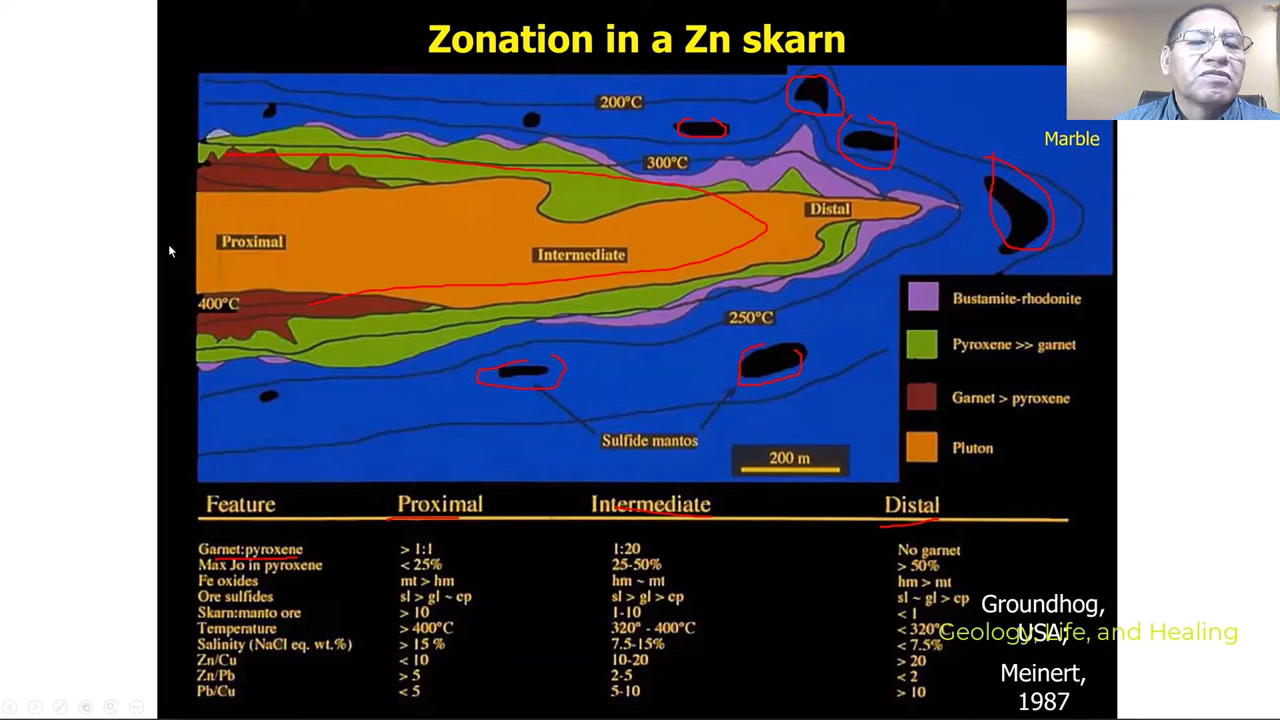 Zonation in a Zn skarn
200°C
Marble
300°C
Distal
Proximal
Intermediate
400°C
250°C
Bustamite-rhodonite
Pyroxene >> garnet
Garnet > pyroxene
Pluton
Sulfide mantos
200 m
Feature Proximal Intermediate Distal
Garnet:pyroxene > 1:1 1:20 No garnet
Max Jo in pyroxene < 25% 25-50% > 50%
Fe oxides mt > hm hm ~ mt hm > mt
Ore sulfides sl > gl ~ cp sl > gl > cp sl ~ gl > cp
Skarn:manto ore > 10 1-10 < 1
Temperature > 400°C 320° - 400°C < 320°C
Salinity (NaCl eq. wt.%) > 15 % 7.5-15% < 7.5%
Zn/Cu < 10 10-20 > 20
Zn/Pb > 5 2-5 < 2
Pb/Cu < 5 5-10 > 10
Groundhog,
USA;
Geology, Life, and Healing
Meinert,
1987